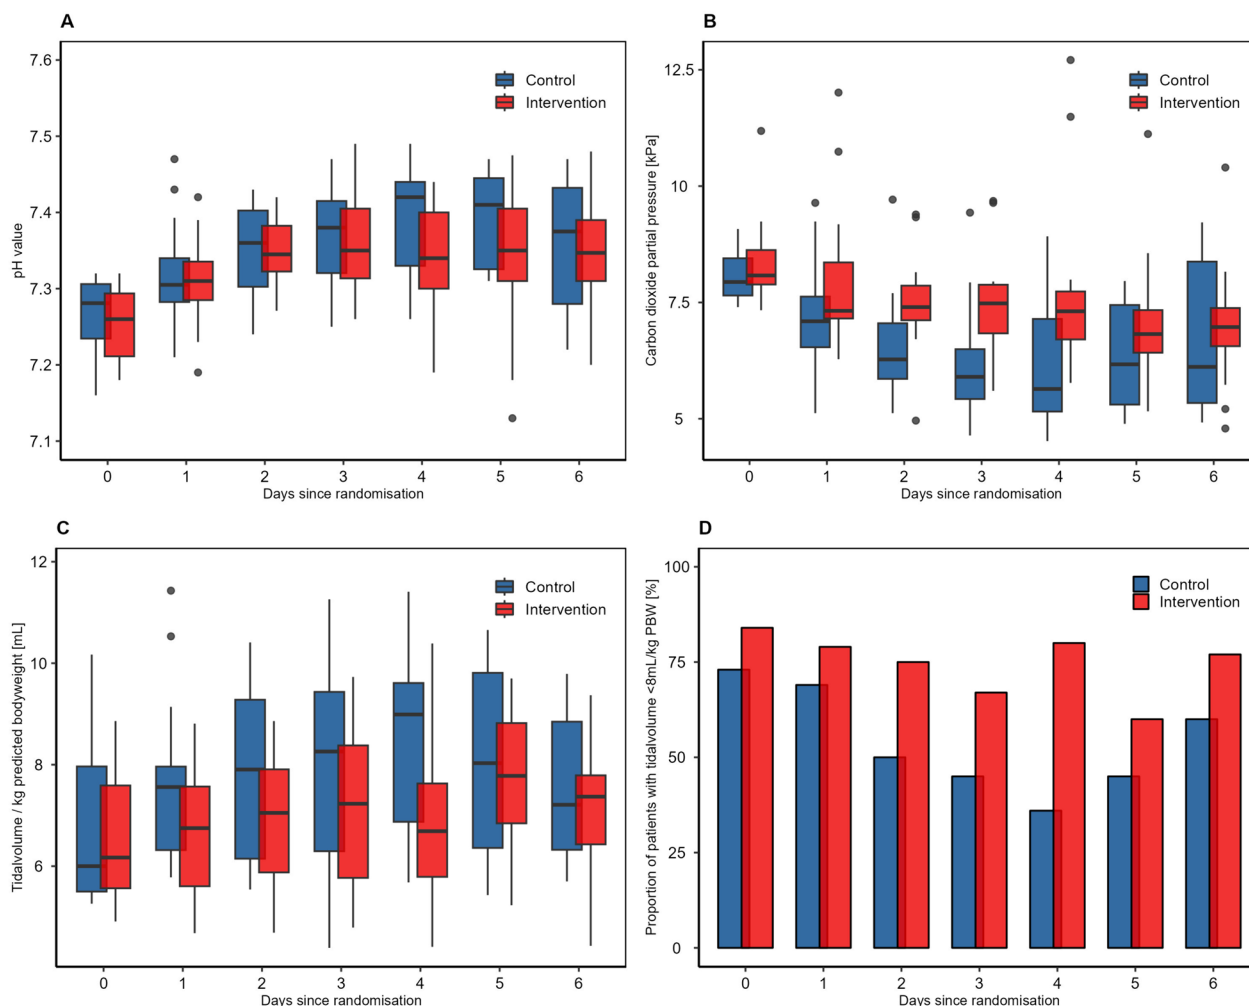 A
7.6
7.5
7.4
7.3
7.2
7.1
pH value
Control
Intervention
0 1 2 3 4 5 6
Days since randomisation
B
12.5
10
7.5
5
Carbon dioxide partial pressure [kPa]
Control
Intervention
0 1 2 3 4 5 6
Days since randomisation
C
12
10
8
6
Tidalvolume / kg predicted bodyweight [mL]
Control
Intervention
0 1 2 3 4 5 6
Days since randomisation
D
100
75
50
25
0
Proportion of patients with tidalvolume <8mL/kg PBW [%]
Control
Intervention
0 1 2 3 4 5 6
Days since randomisation